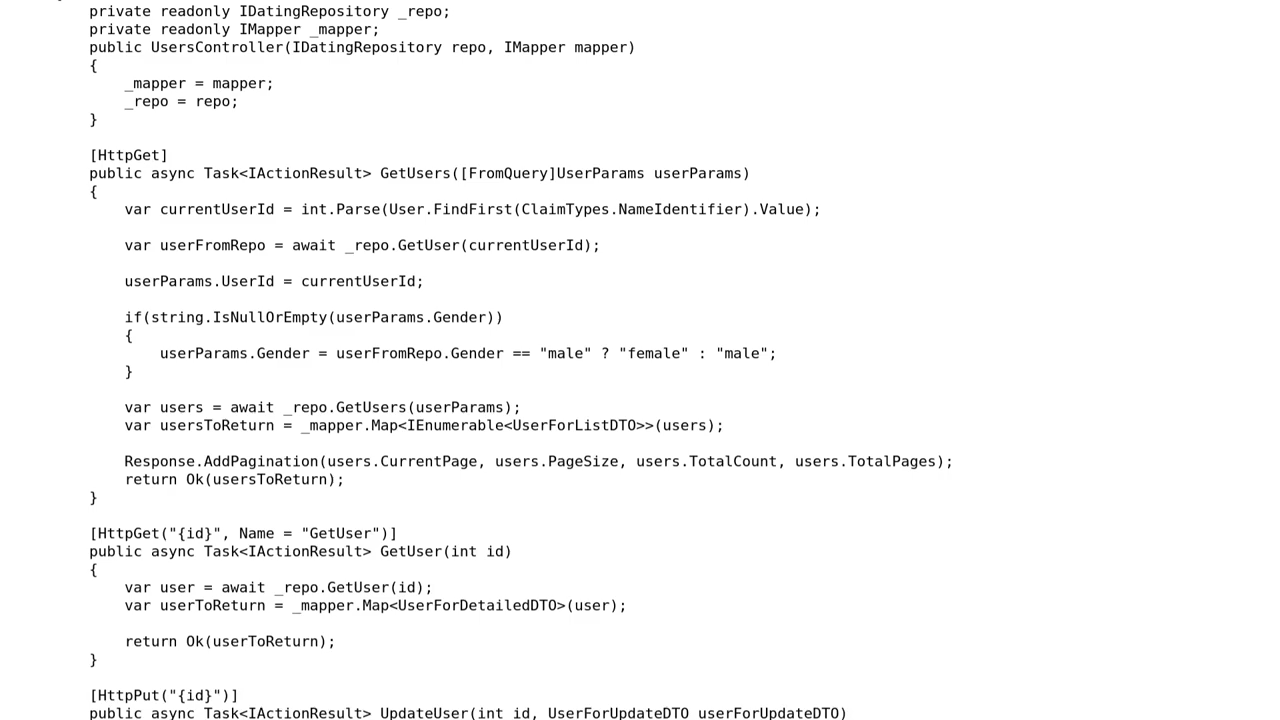 private readonly IDatingRepository _repo;
private readonly IMapper _mapper;
public UsersController(IDatingRepository repo, IMapper mapper)
{
_mapper = mapper;
_repo = repo;
}
[HttpGet]
public async Task<IActionResult> GetUsers([FromQuery]UserParams userParams)
{
var currentUserId = int.Parse(User.FindFirst(ClaimTypes.NameIdentifier).Value);
var userFromRepo = await _repo.GetUser(currentUserId);
userParams.UserId = currentUserId;
if(string.IsNullOrEmpty(userParams.Gender))
{
userParams.Gender = userFromRepo.Gender == "male" ? "female" : "male";
}
var users = await _repo.GetUsers(userParams);
var usersToReturn = _mapper.Map<IEnumerable<UserForListDTO>>(users);
Response.AddPagination(users.CurrentPage, users.PageSize, users.TotalCount, users.TotalPages);
return Ok(usersToReturn);
}
[HttpGet("{id}", Name = "GetUser")]
public async Task<IActionResult> GetUser(int id)
{
var user = await _repo.GetUser(id);
var userToReturn = _mapper.Map<UserForDetailedDTO>(user);
return Ok(userToReturn);
}
[HttpPut("{id}")]
public async Task<IActionResult> UpdateUser(int id, UserForUpdateDTO userForUpdateDTO)